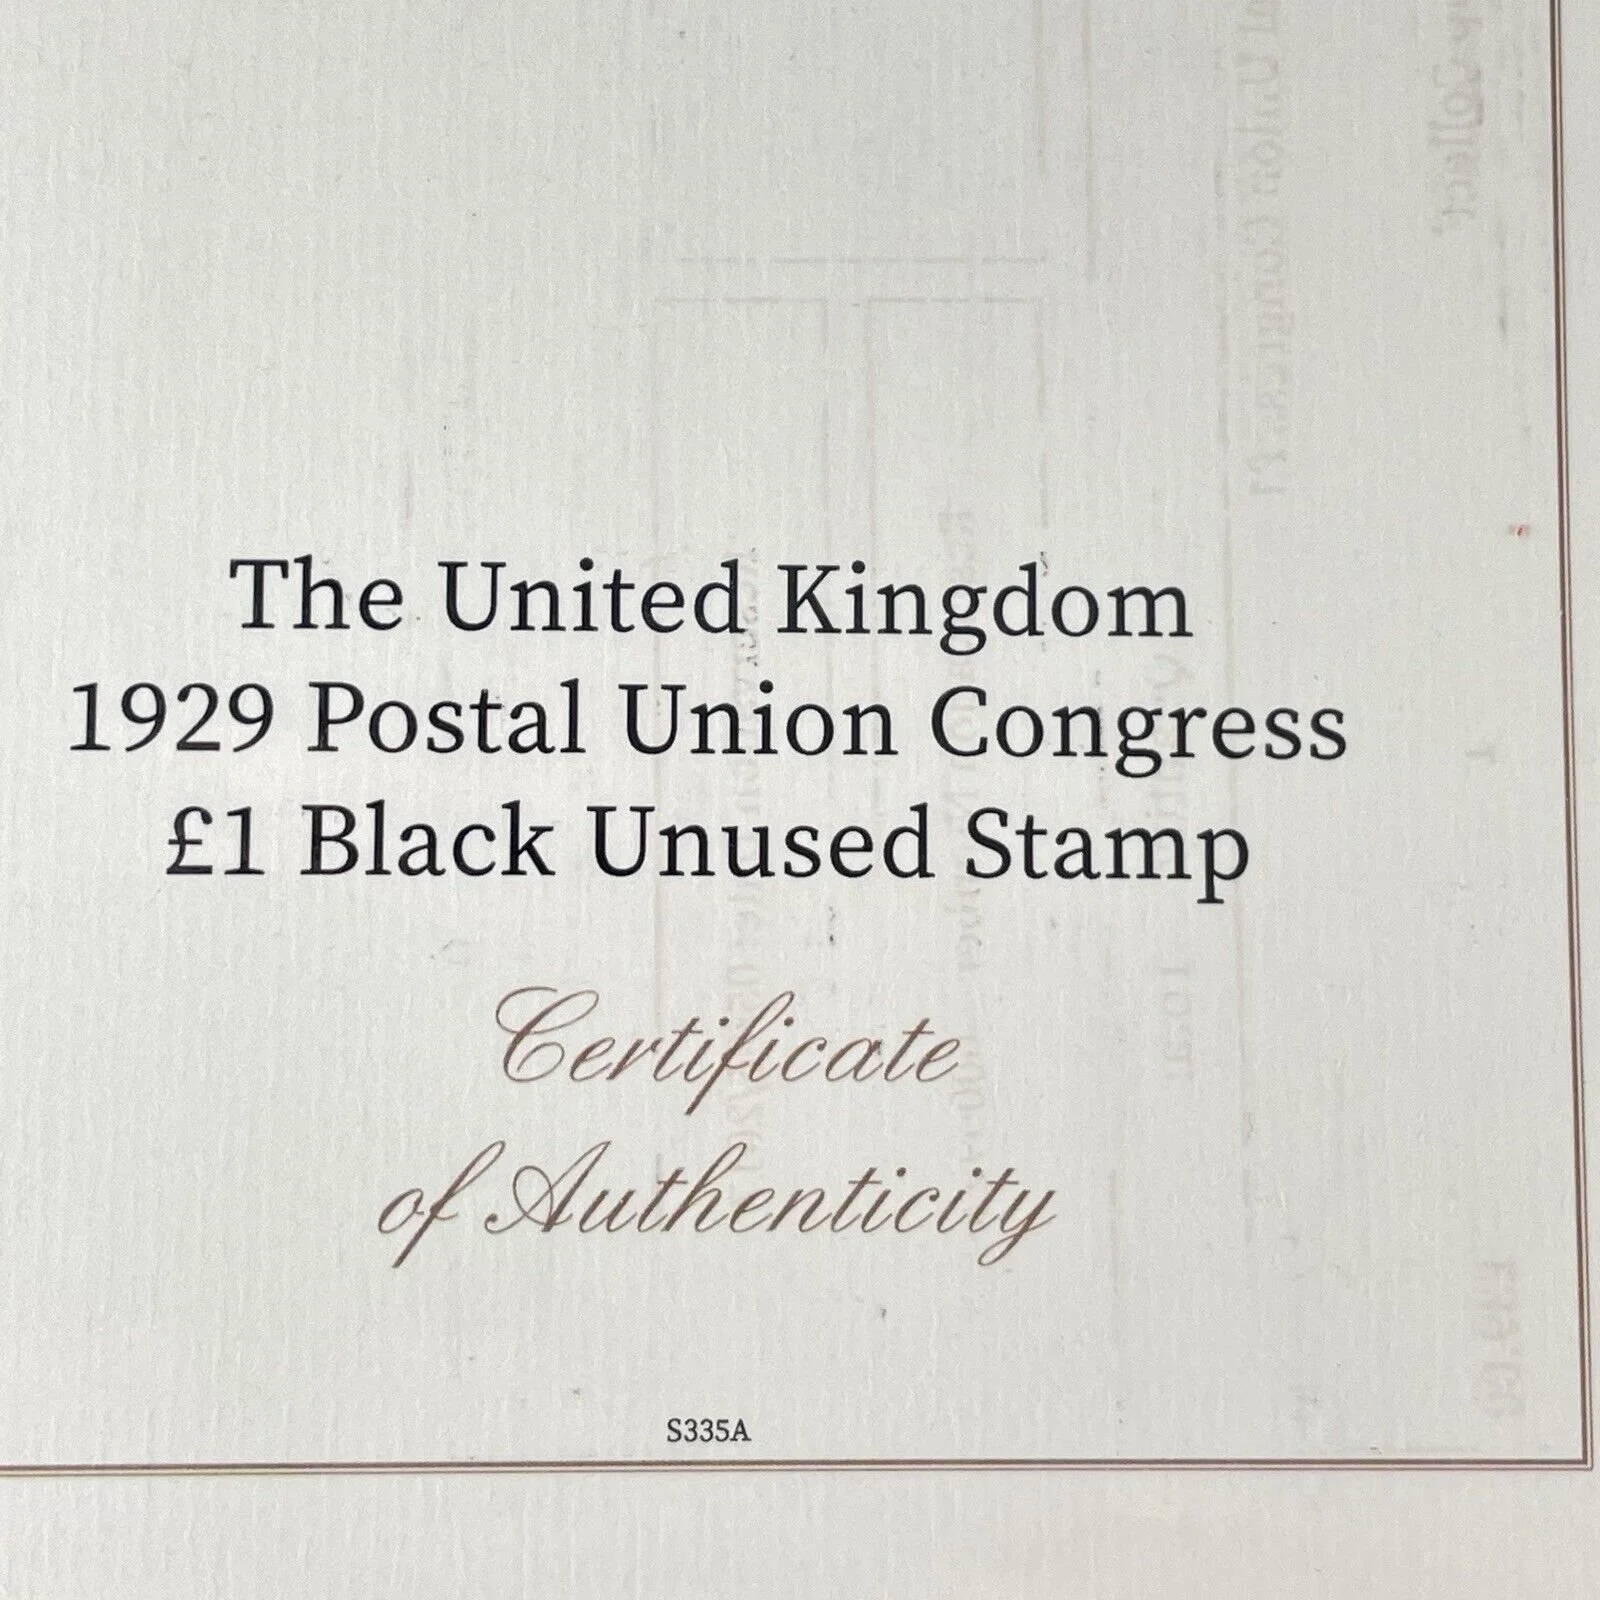 The United Kingdom
1929 Postal Union Congress
£1 Black Unused Stamp
Certificate
of Authenticity
S335A